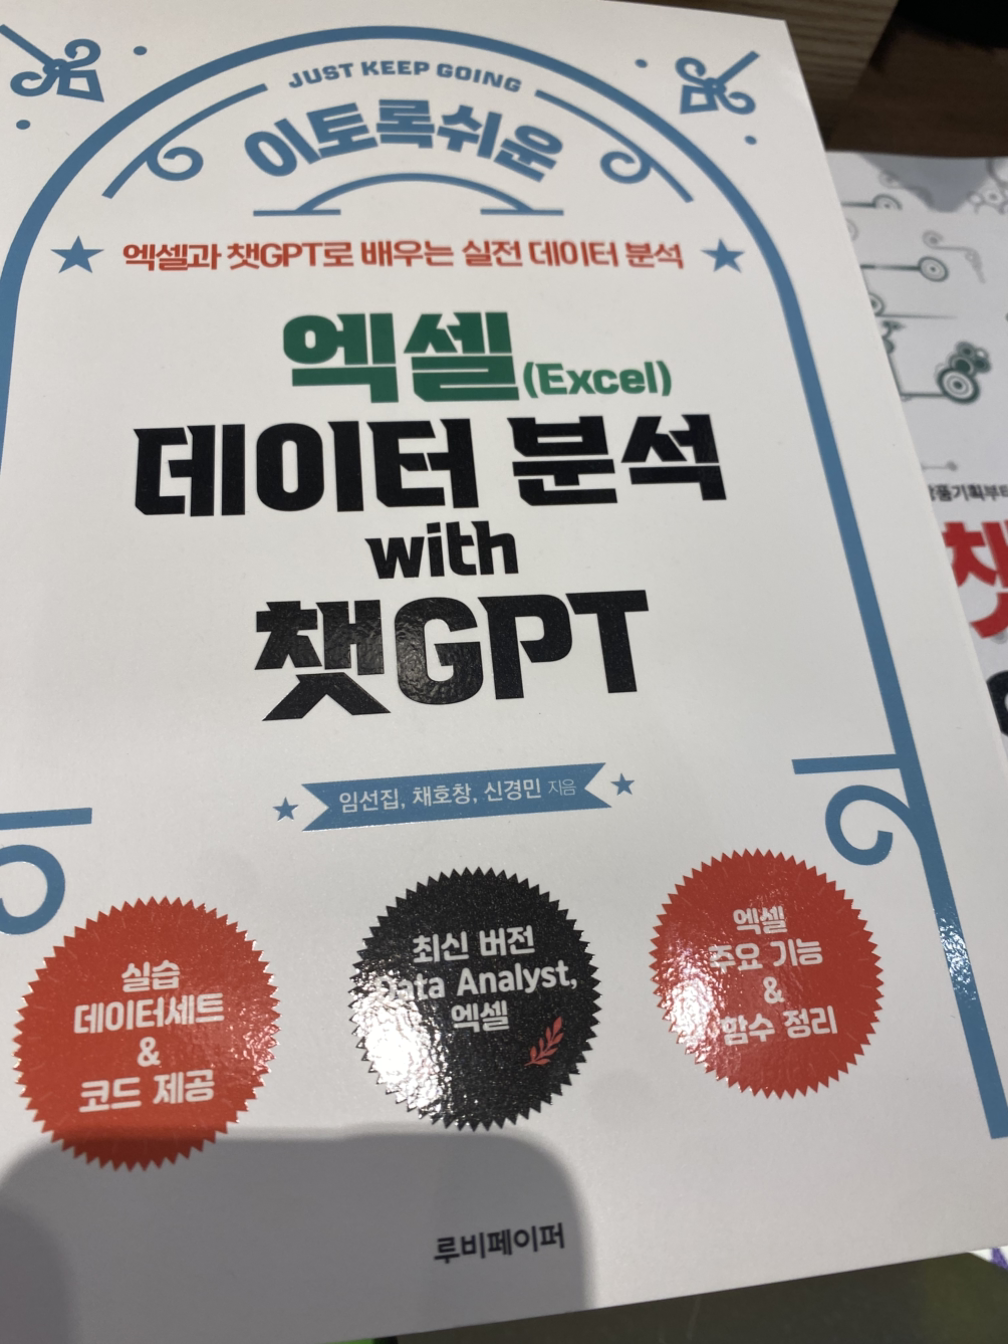 JUST KEEP GOING
이토록쉬운
엑셀과 챗GPT로 배우는 실전 데이터 분석
엑셀(Excel)
데이터 분석
with
챗GPT
임선집, 채호창, 신경민 지음
실습
데이터세트
&
코드 제공
최신 버전
Data Analyst,
엑셀
엑셀
주요 기능
&
함수 정리
루비페이퍼